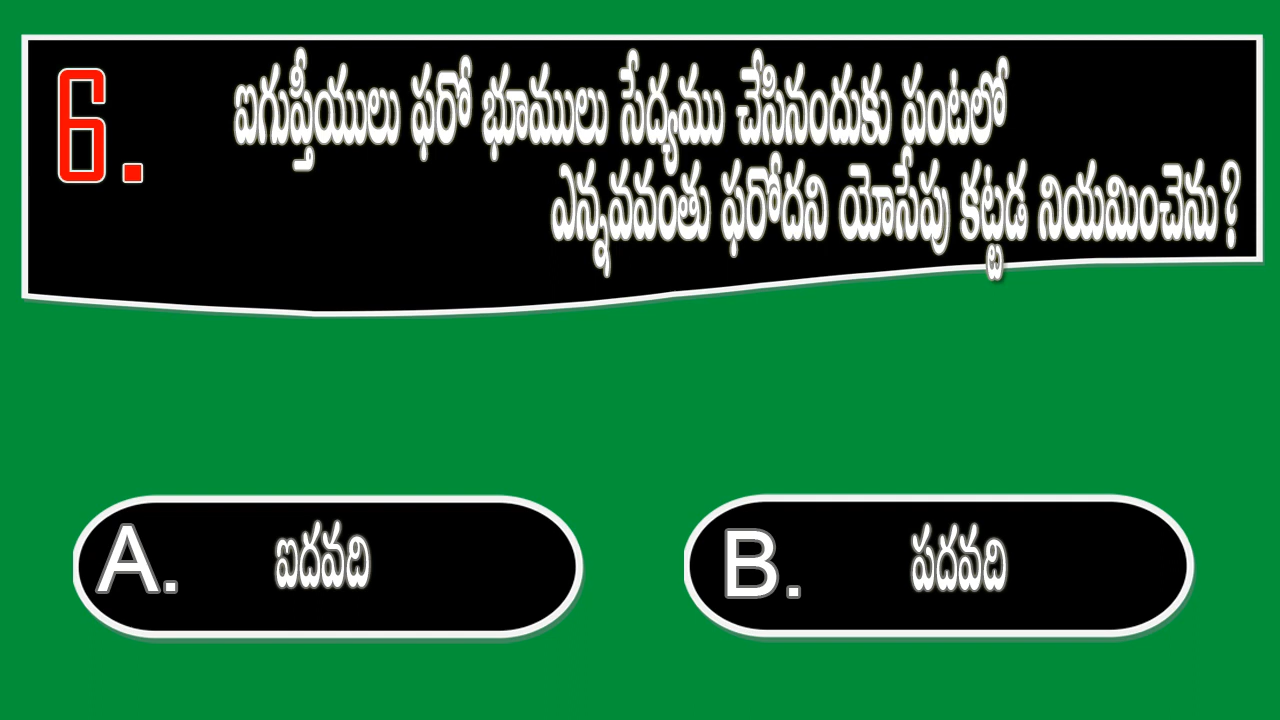 6. ఐగుప్తీయులు ఫరో భూములు సేద్యము చేసినందుకు పంటలో
ఎన్నవవంతు ఫరోదని యోసేపు కట్టడ నియమించెను?
A. ఐదవది
B. పదవది